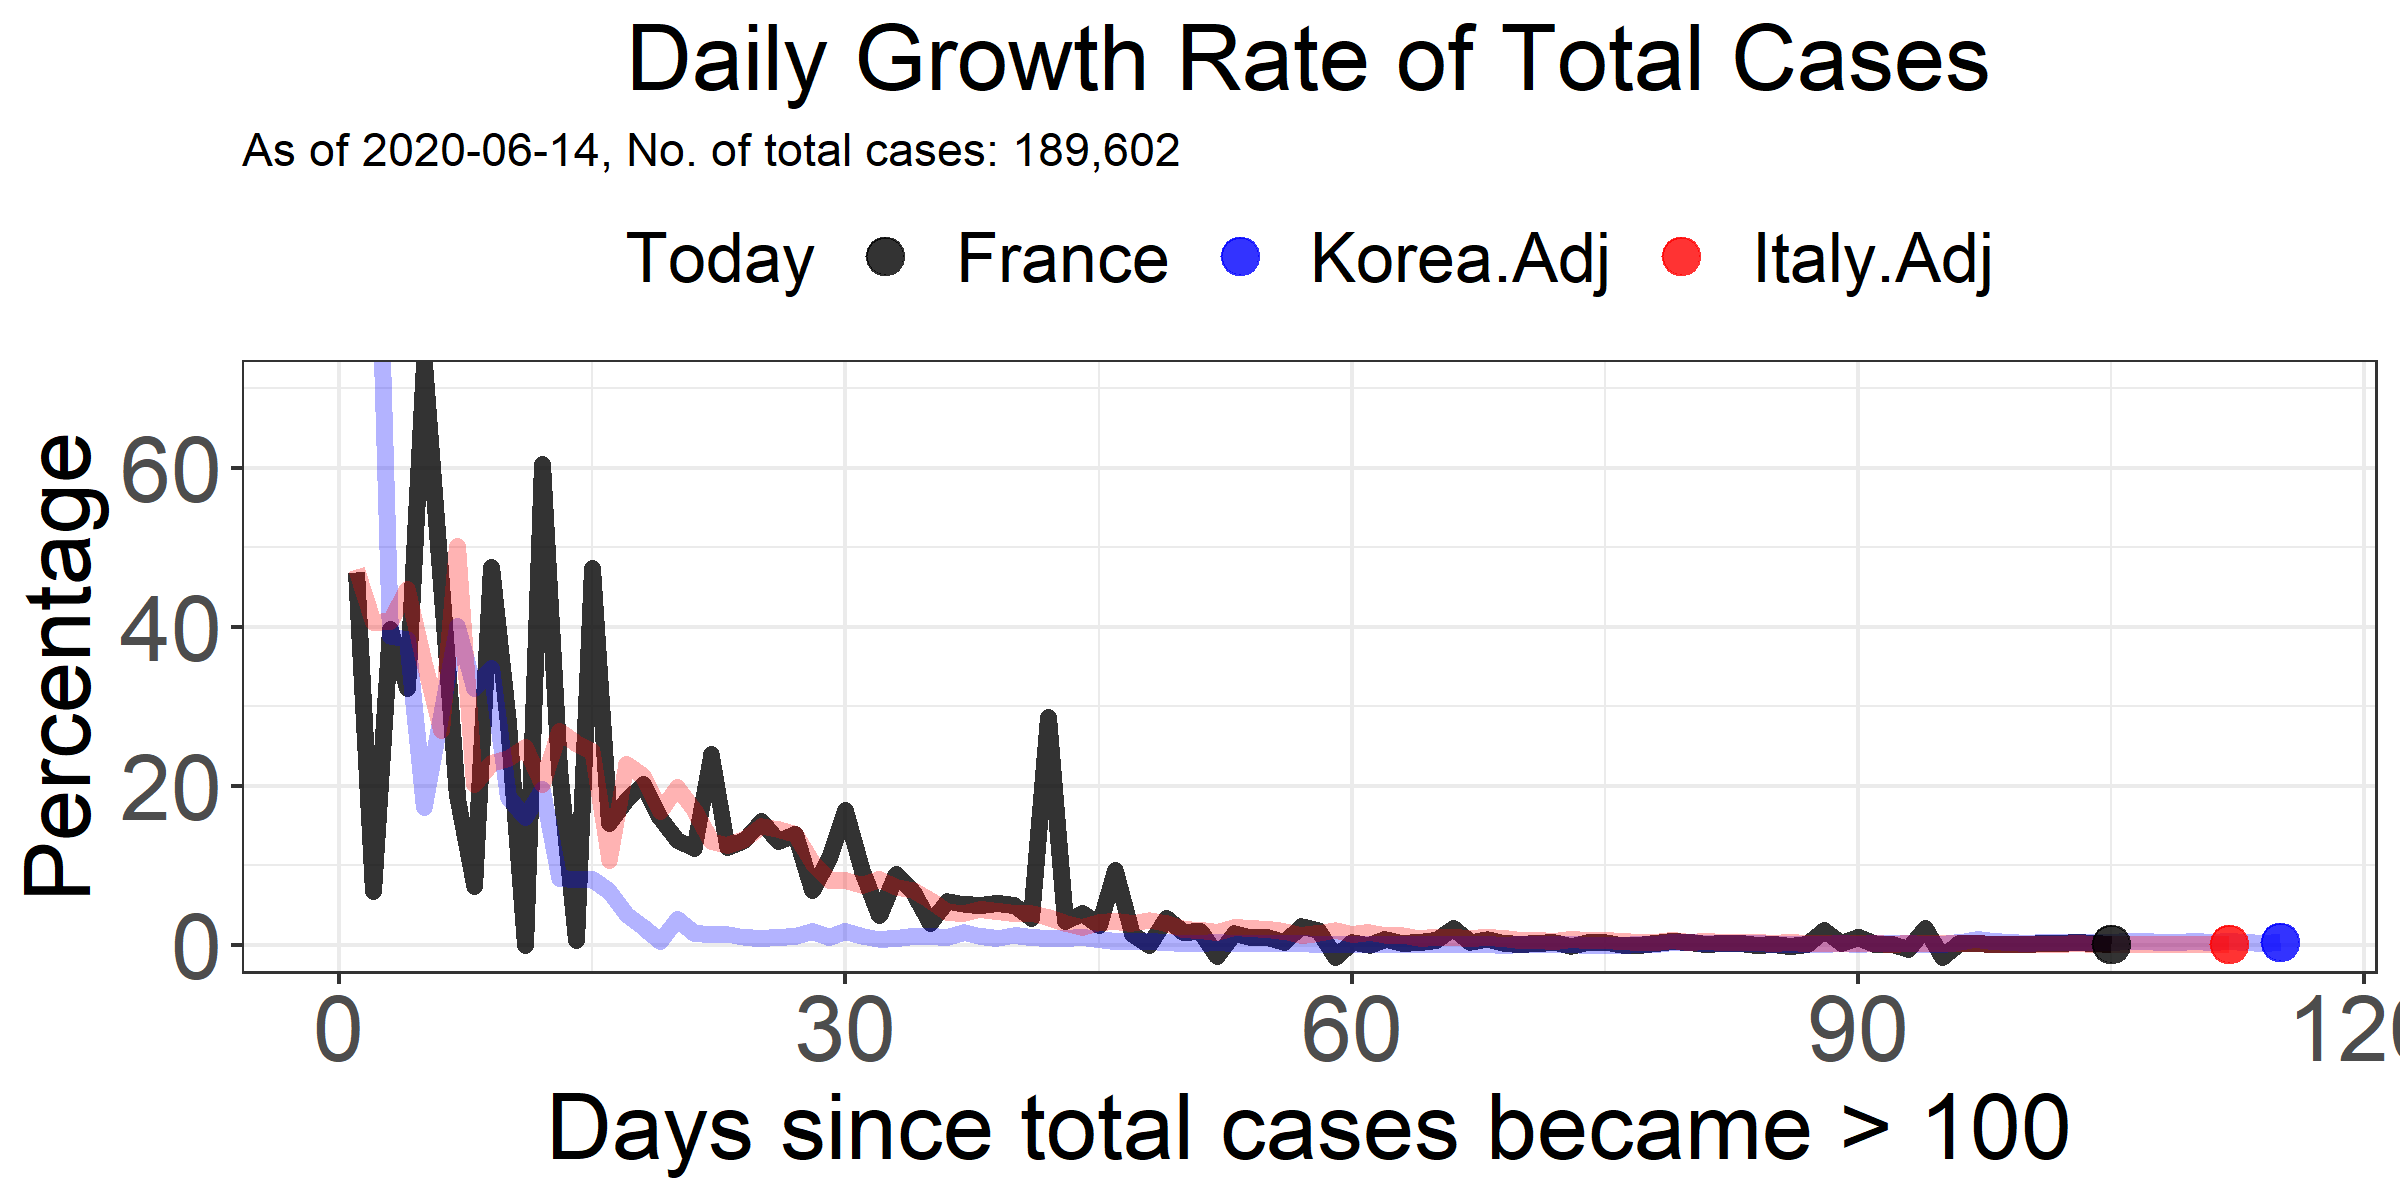 Daily Growth Rate of Total Cases
As of 2020-06-14, No. of total cases: 189,602
Today France Korea.Adj Italy.Adj
Percentage
60
40
20
0
0 30 60 90 120
Days since total cases became > 100